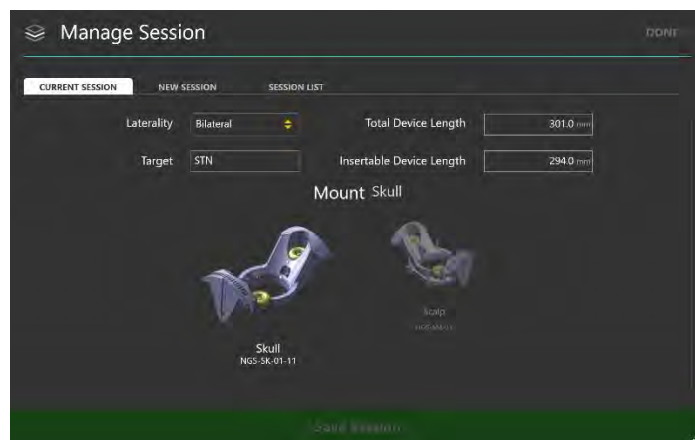 Manage Session
DONE
CURRENT SESSION NEW SESSION SESSION LIST
Laterality Bilateral Total Device Length 301.0 mm
Target STN Insertable Device Length 294.0 mm
Mount Skull
Scalp
Skull
NGS-SK-01-11
Save Session